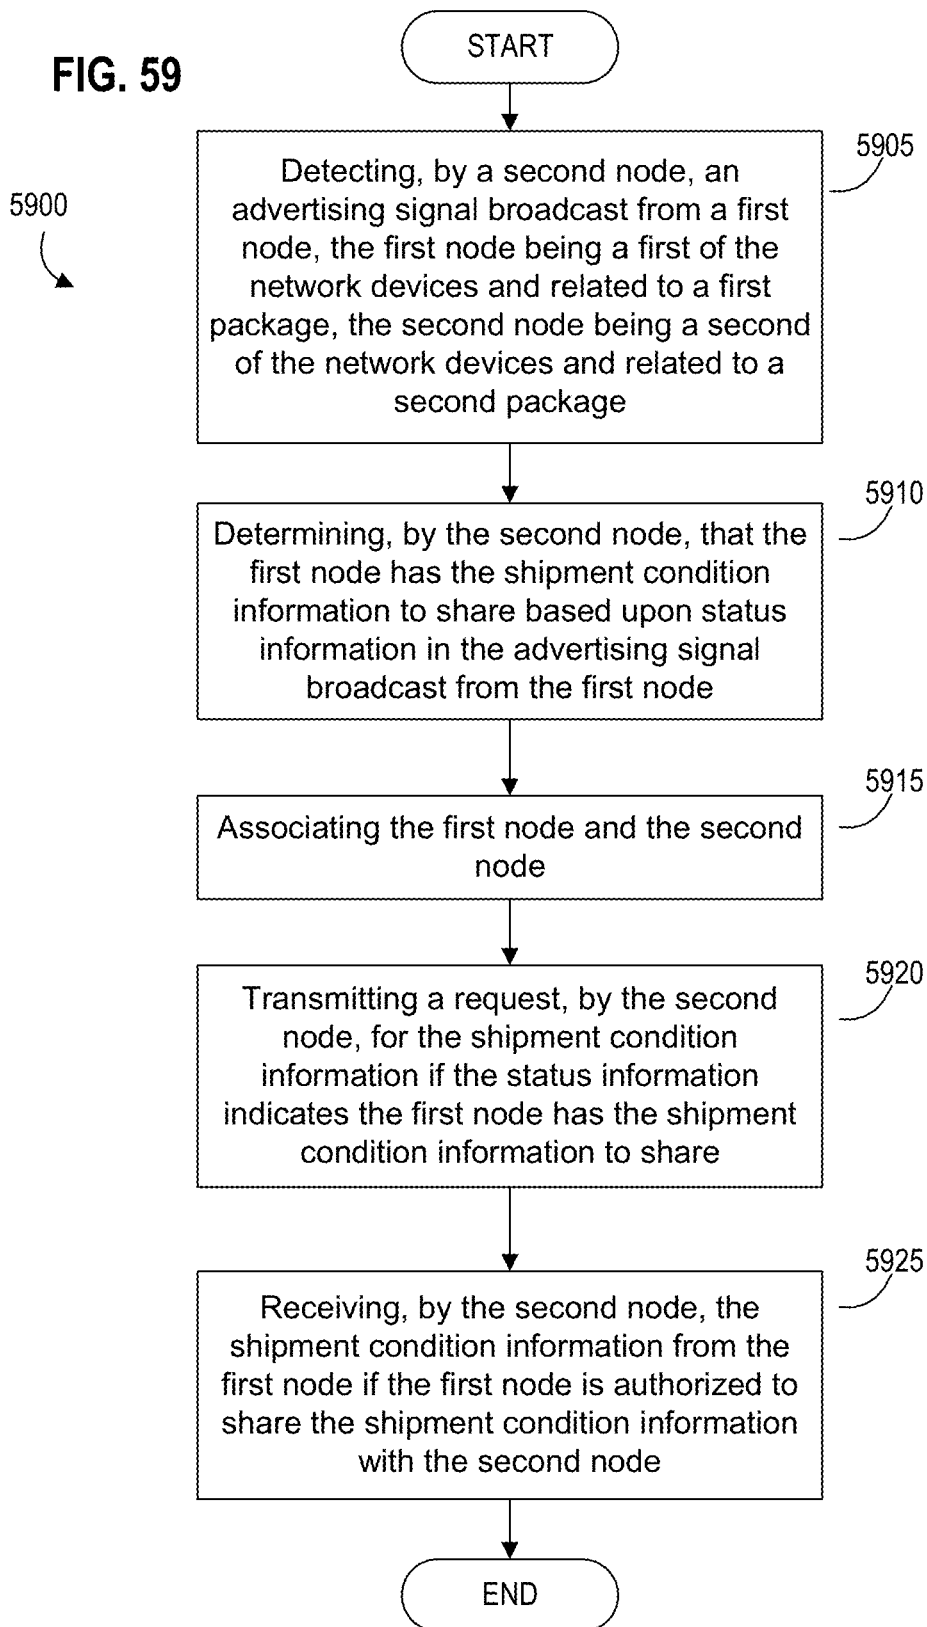 START
FIG. 59
5900
5905
Detecting, by a second node, an
advertising signal broadcast from a first
node, the first node being a first of the
network devices and related to a first
package, the second node being a second
of the network devices and related to a
second package
5910
Determining, by the second node, that the
first node has the shipment condition
information to share based upon status
information in the advertising signal
broadcast from the first node
5915
Associating the first node and the second
node
5920
Transmitting a request, by the second
node, for the shipment condition
information if the status information
indicates the first node has the shipment
condition information to share
5925
Receiving, by the second node, the
shipment condition information from the
first node if the first node is authorized to
share the shipment condition information
with the second node
END